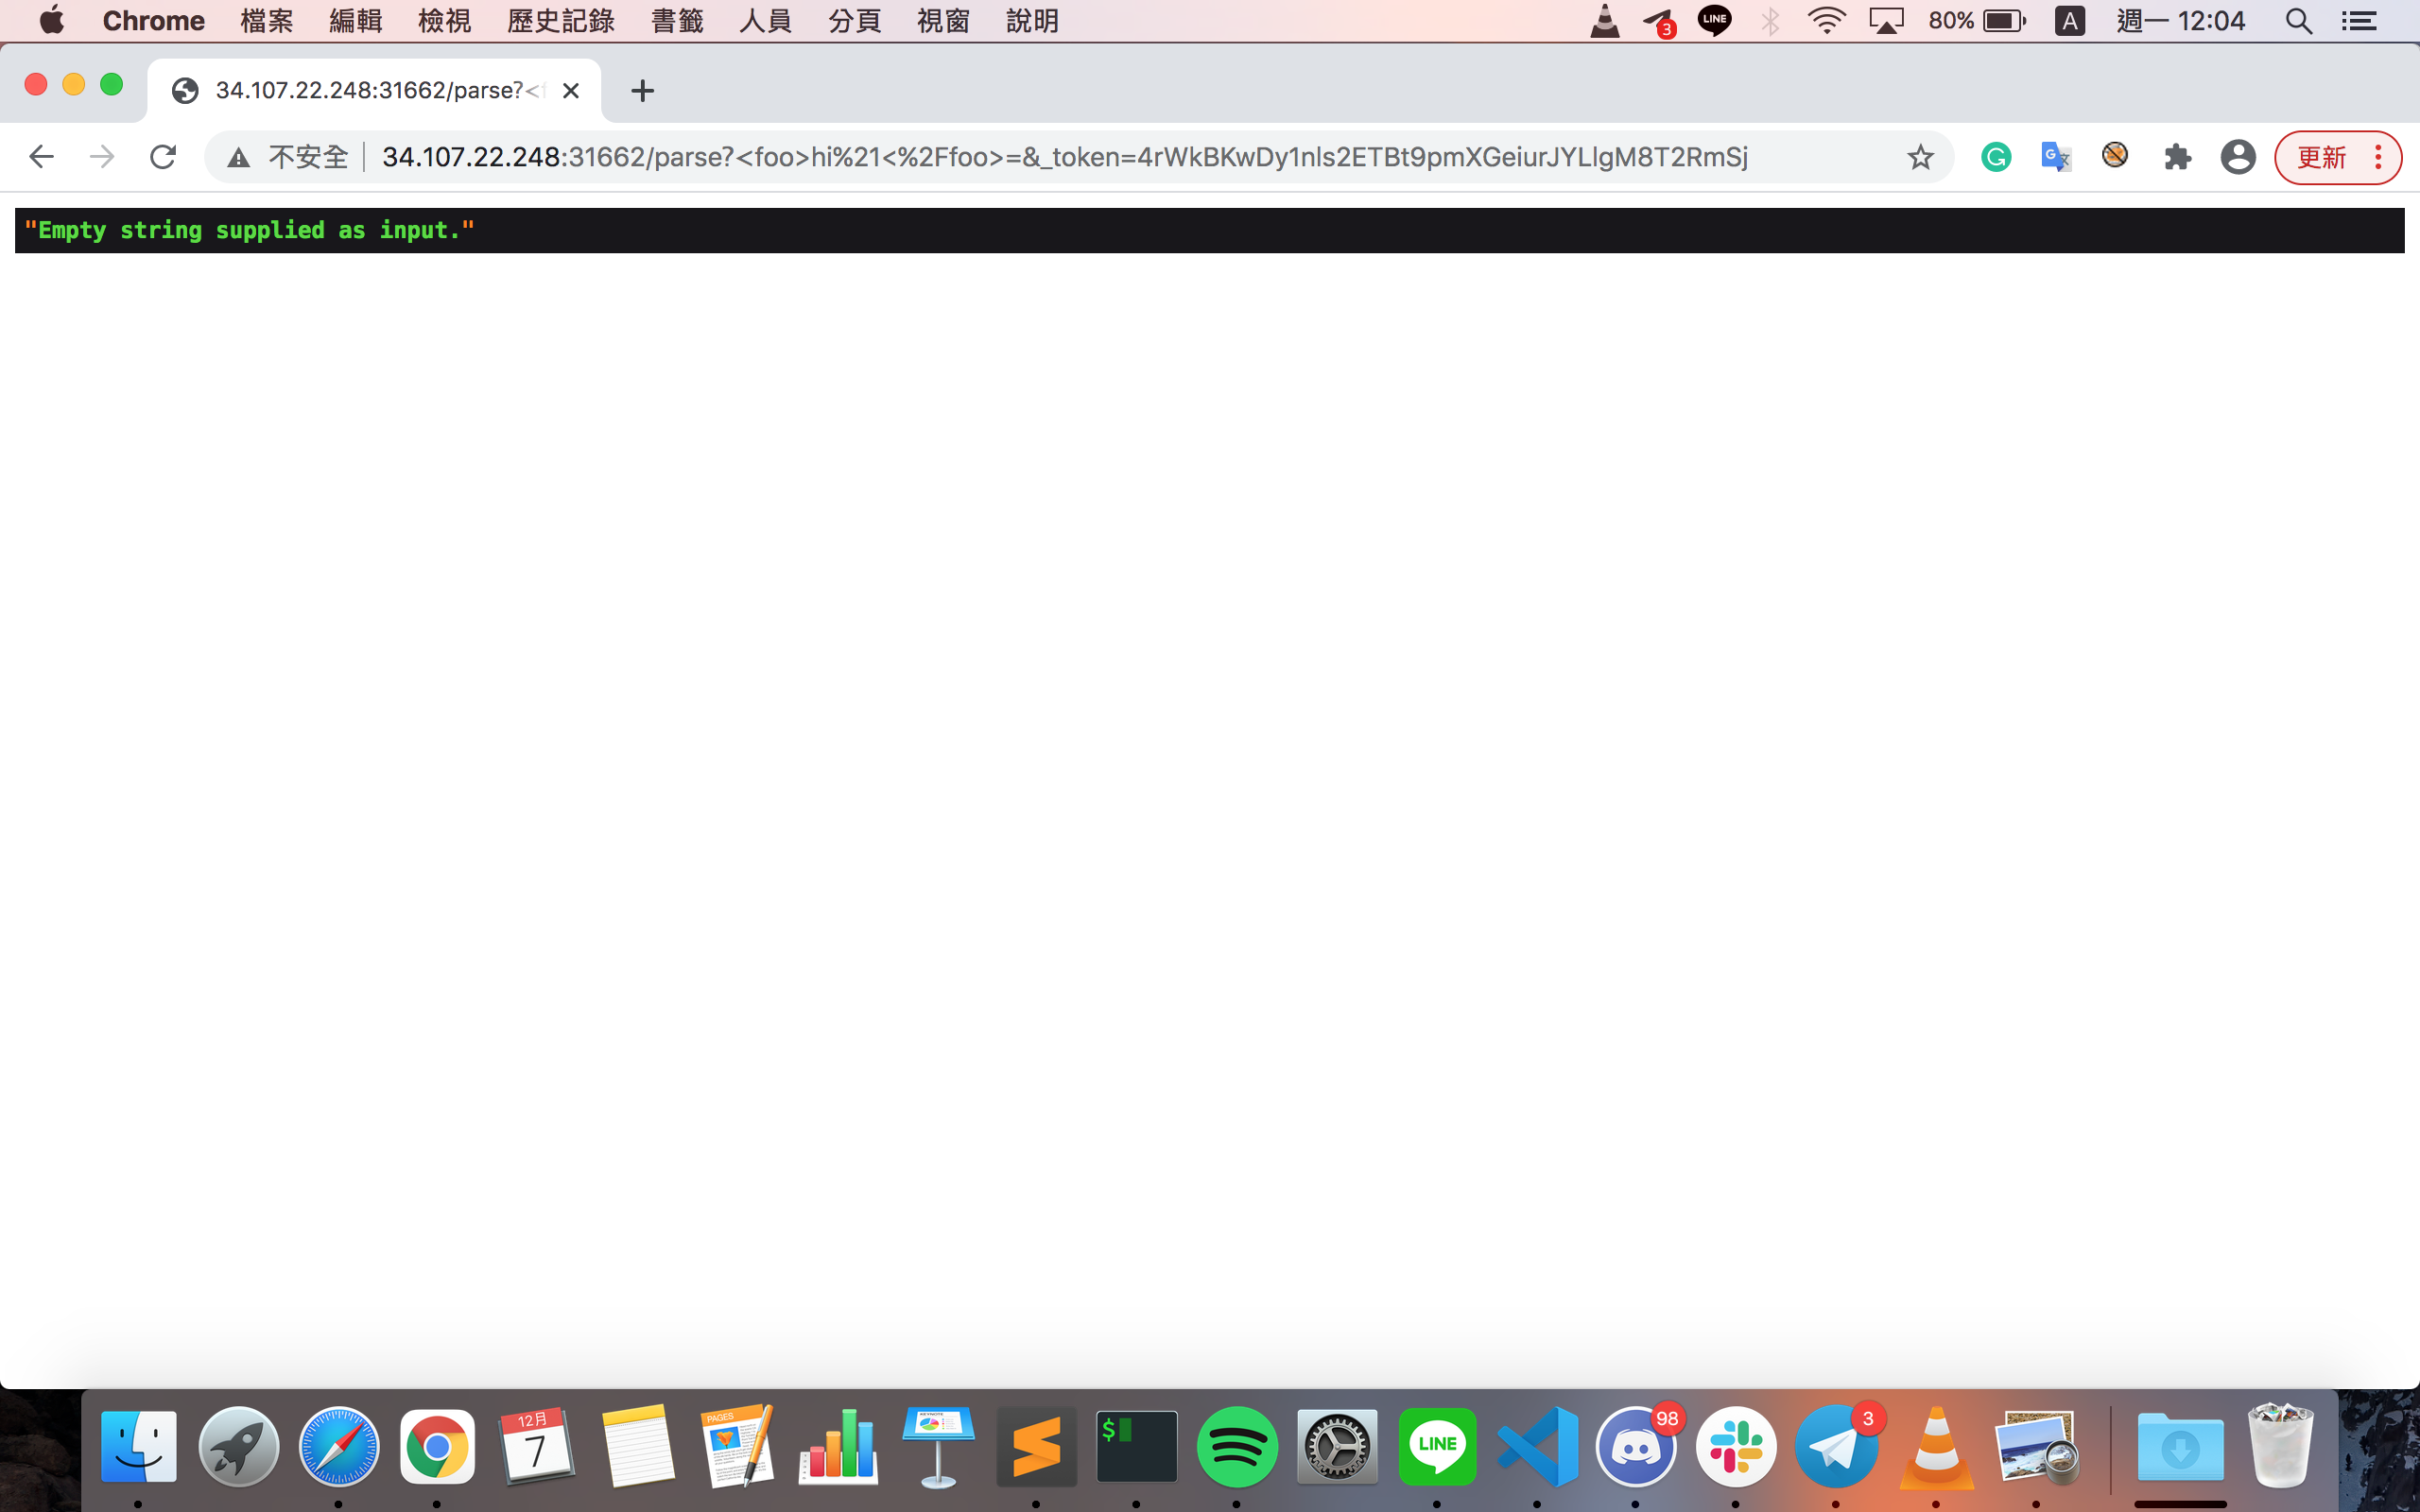 Chrome 檔案 編輯 檢視 歷史記錄 書籤 人員 分頁 視窗 說明 3 LINE 80% A 週一 12:04
34.107.22.248:31662/parse?<
不安全 34.107.22.248:31662/parse?<foo>hi%21<%2Ffoo>=&_token=4rWkBKwDy1nls2ETBt9pmXGeiurJYLlgM8T2RmSj 更新
"Empty string supplied as input."
12月
7
PAGES
KEYNOTE
$
LINE
98
3